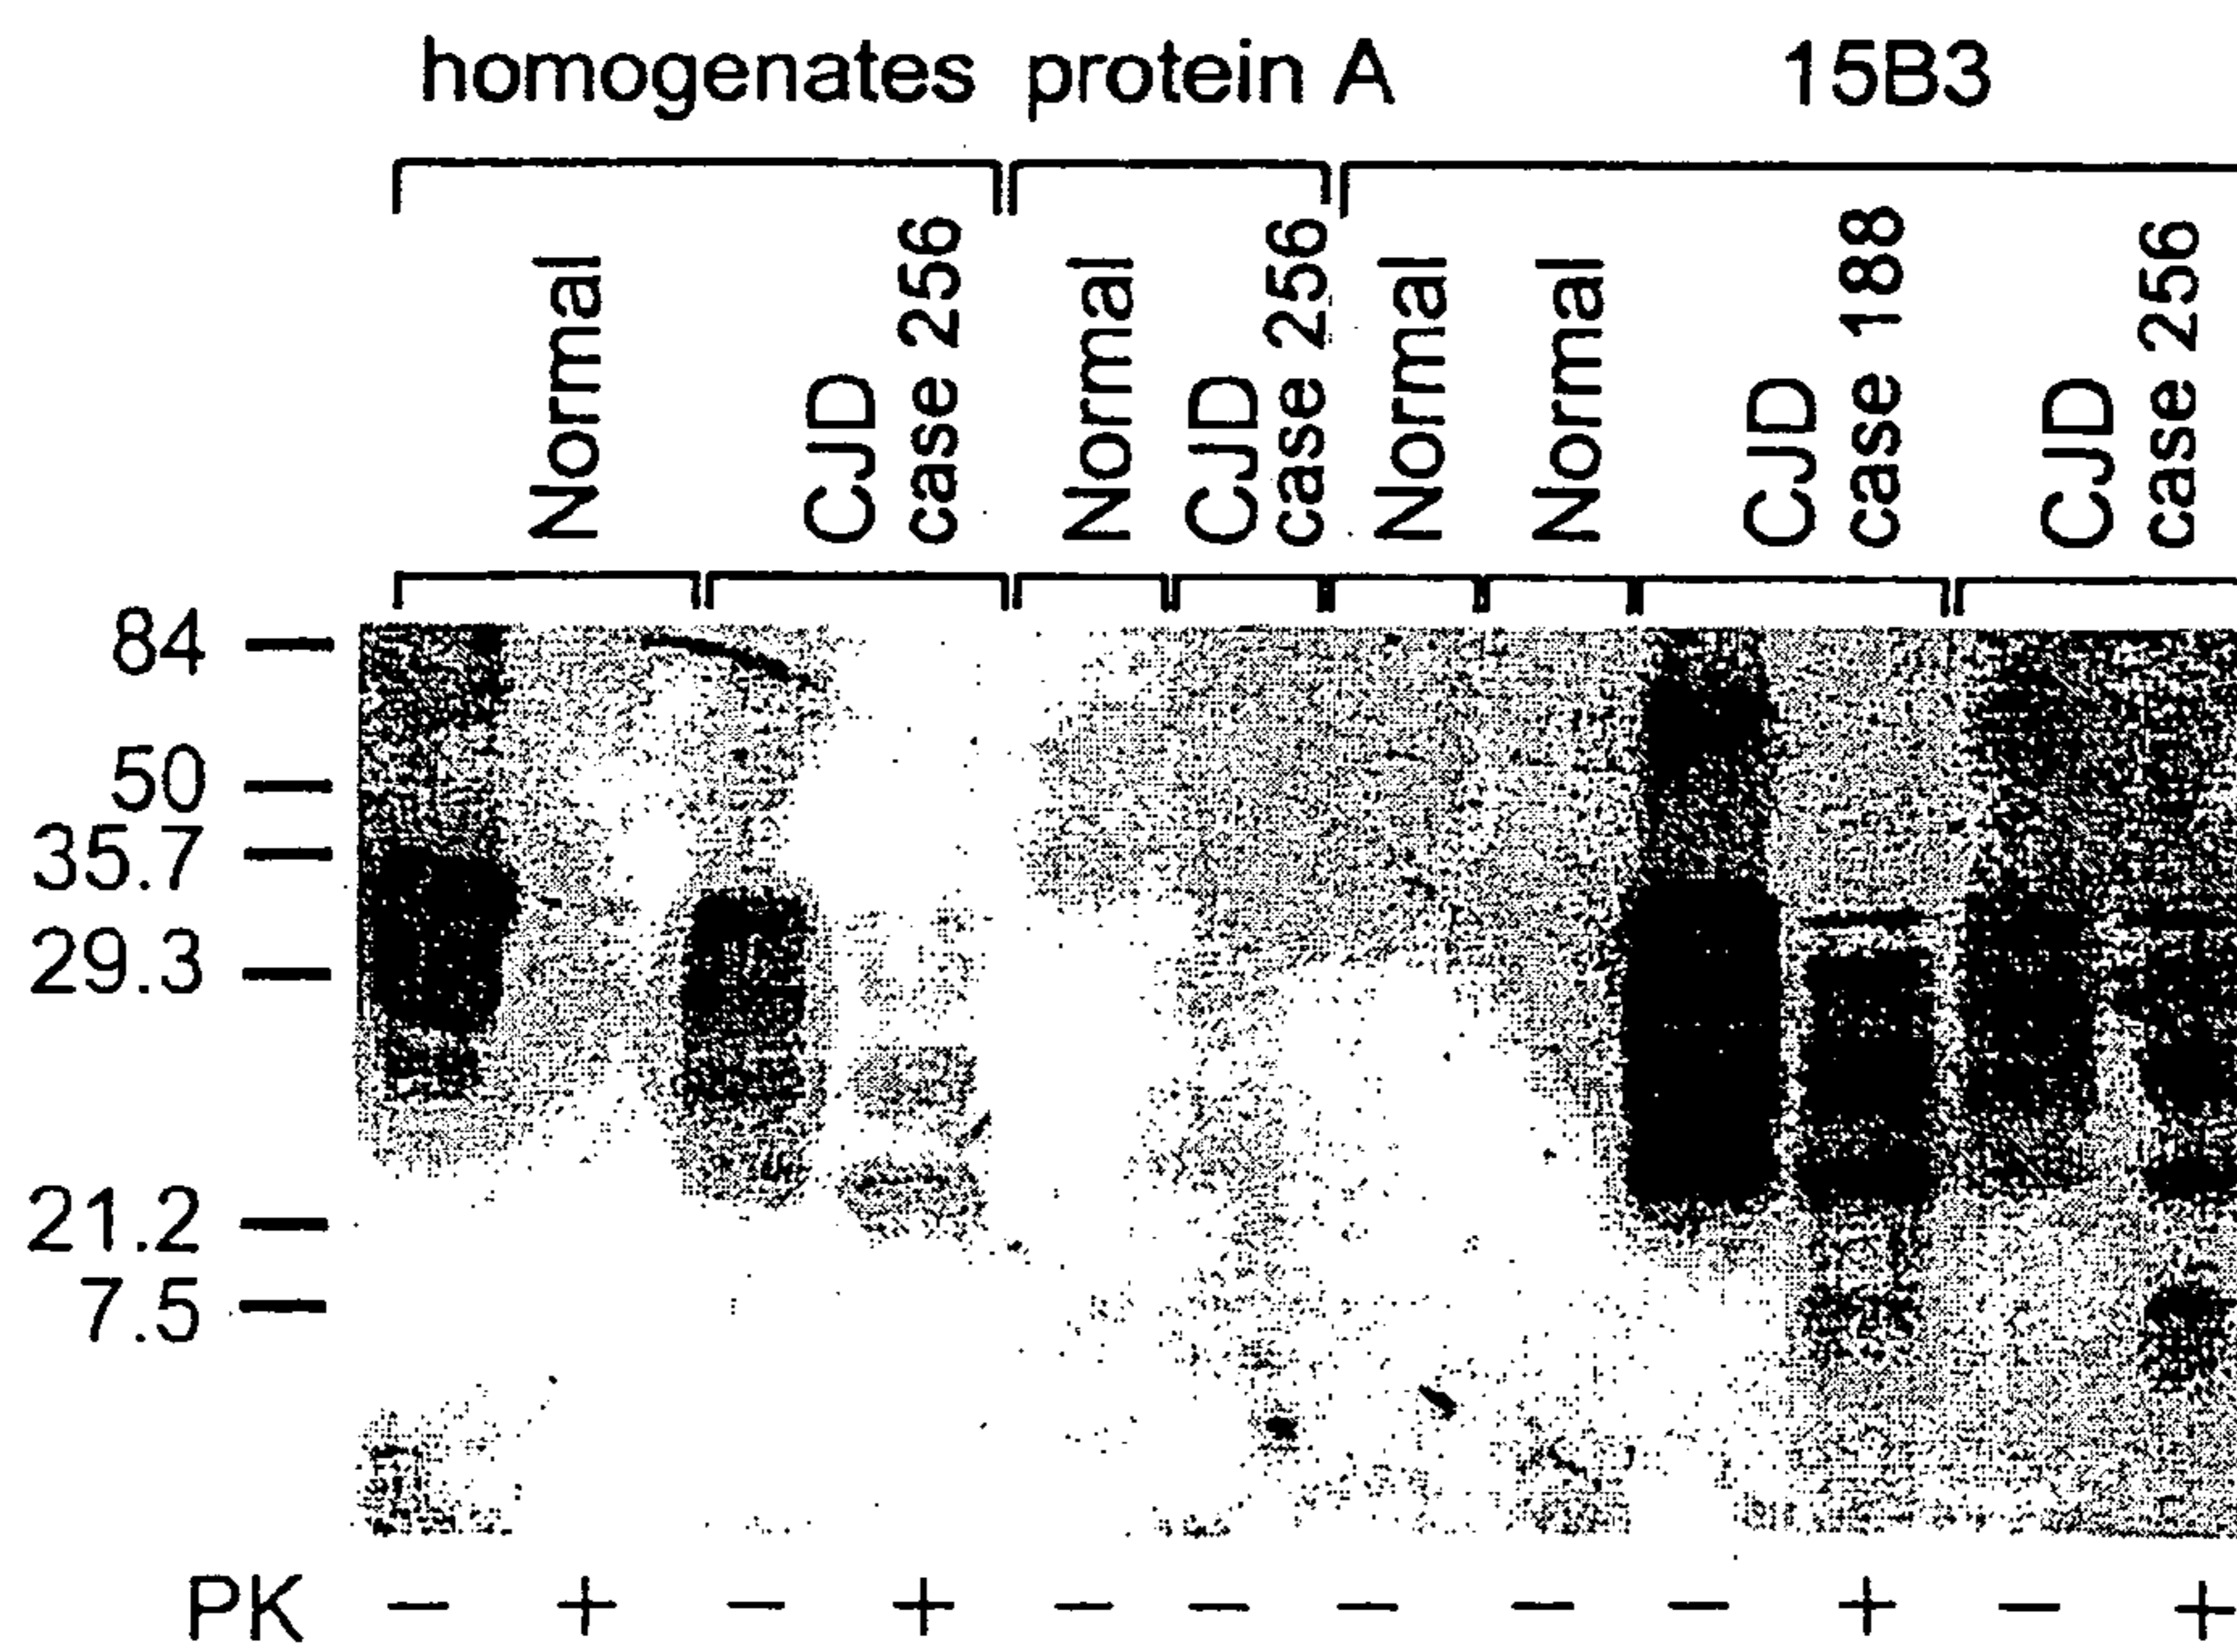 homogenates protein A 15B3
Normal
CJD
case 256
Normal
CJD
case 256
Normal
Normal
CJD
case 188
CJD
case 256
84
50
35.7
29.3
21.2
7.5
PK − + − + − − − − − + − +